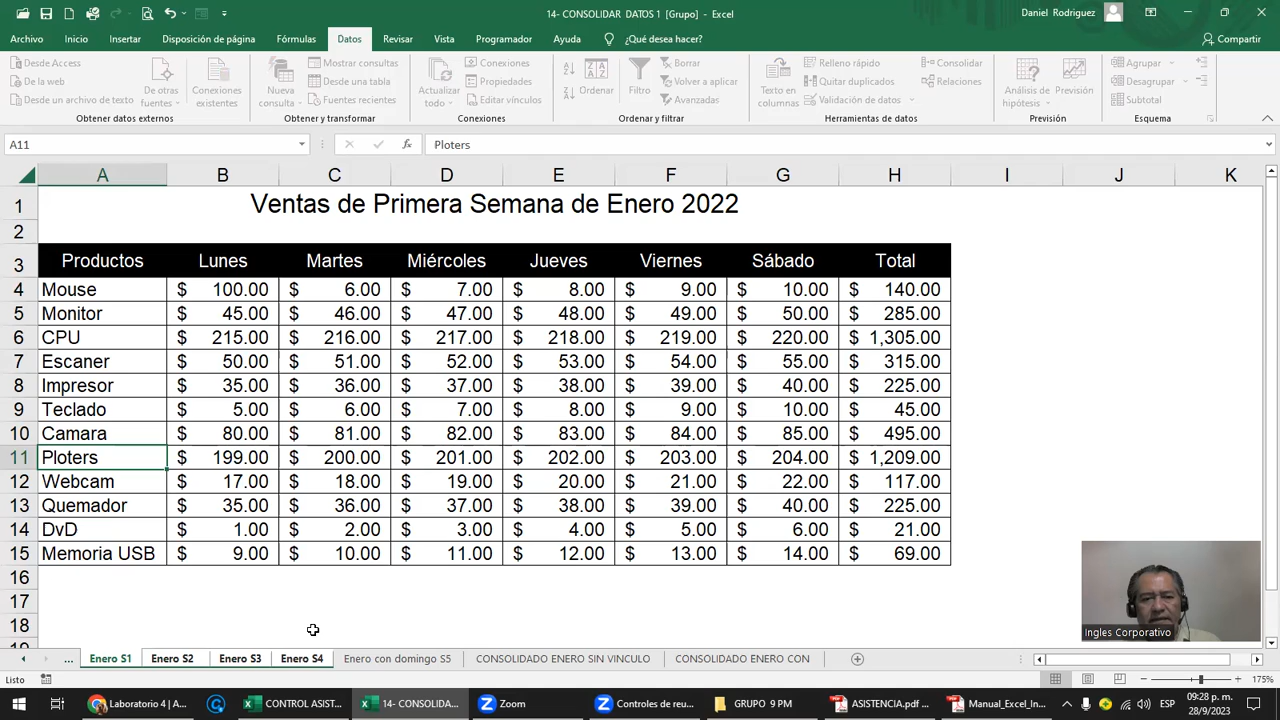 14- CONSOLIDAR DATOS 1 [Grupo] - Excel
Daniel Rodriguez
Archivo Inicio Insertar Disposición de página Fórmulas Datos Revisar Vista Programador Ayuda ¿Qué desea hacer? Compartir
Desde Access
De la web
Desde un archivo de texto
De otras fuentes
Conexiones existentes
Obtener datos externos
Nueva consulta
Mostrar consultas
Desde una tabla
Fuentes recientes
Obtener y transformar
Actualizar todo
Conexiones
Propiedades
Editar vínculos
Conexiones
Ordenar
Filtro
Borrar
Volver a aplicar
Avanzadas
Ordenar y filtrar
Texto en columnas
Relleno rápido
Quitar duplicados
Validación de datos
Consolidar
Relaciones
Herramientas de datos
Análisis de hipótesis
Previsión
Previsión
Agrupar
Desagrupar
Subtotal
Esquema
A11 fx Ploters
A B C D E F G H I J K
1 Ventas de Primera Semana de Enero 2022
2
3 Productos Lunes Martes Miércoles Jueves Viernes Sábado Total
4 Mouse $ 100.00 $ 6.00 $ 7.00 $ 8.00 $ 9.00 $ 10.00 $ 140.00
5 Monitor $ 45.00 $ 46.00 $ 47.00 $ 48.00 $ 49.00 $ 50.00 $ 285.00
6 CPU $ 215.00 $ 216.00 $ 217.00 $ 218.00 $ 219.00 $ 220.00 $ 1,305.00
7 Escaner $ 50.00 $ 51.00 $ 52.00 $ 53.00 $ 54.00 $ 55.00 $ 315.00
8 Impresor $ 35.00 $ 36.00 $ 37.00 $ 38.00 $ 39.00 $ 40.00 $ 225.00
9 Teclado $ 5.00 $ 6.00 $ 7.00 $ 8.00 $ 9.00 $ 10.00 $ 45.00
10 Camara $ 80.00 $ 81.00 $ 82.00 $ 83.00 $ 84.00 $ 85.00 $ 495.00
11 Ploters $ 199.00 $ 200.00 $ 201.00 $ 202.00 $ 203.00 $ 204.00 $ 1,209.00
12 Webcam $ 17.00 $ 18.00 $ 19.00 $ 20.00 $ 21.00 $ 22.00 $ 117.00
13 Quemador $ 35.00 $ 36.00 $ 37.00 $ 38.00 $ 39.00 $ 40.00 $ 225.00
14 DvD $ 1.00 $ 2.00 $ 3.00 $ 4.00 $ 5.00 $ 6.00 $ 21.00
15 Memoria USB $ 9.00 $ 10.00 $ 11.00 $ 12.00 $ 13.00 $ 14.00 $ 69.00
16
17
18
Ingles Corporativo
... Enero S1 Enero S2 Enero S3 Enero S4 Enero con domingo S5 CONSOLIDADO ENERO SIN VINCULO CONSOLIDADO ENERO CON
Listo 175%
Laboratorio 4 | A... CONTROL ASIST... 14- CONSOLIDA... Zoom Controles de reu... GRUPO 9 PM ASISTENCIA.pdf ... Manual_Excel_In... ESP 09:28 p. m.
28/9/2023